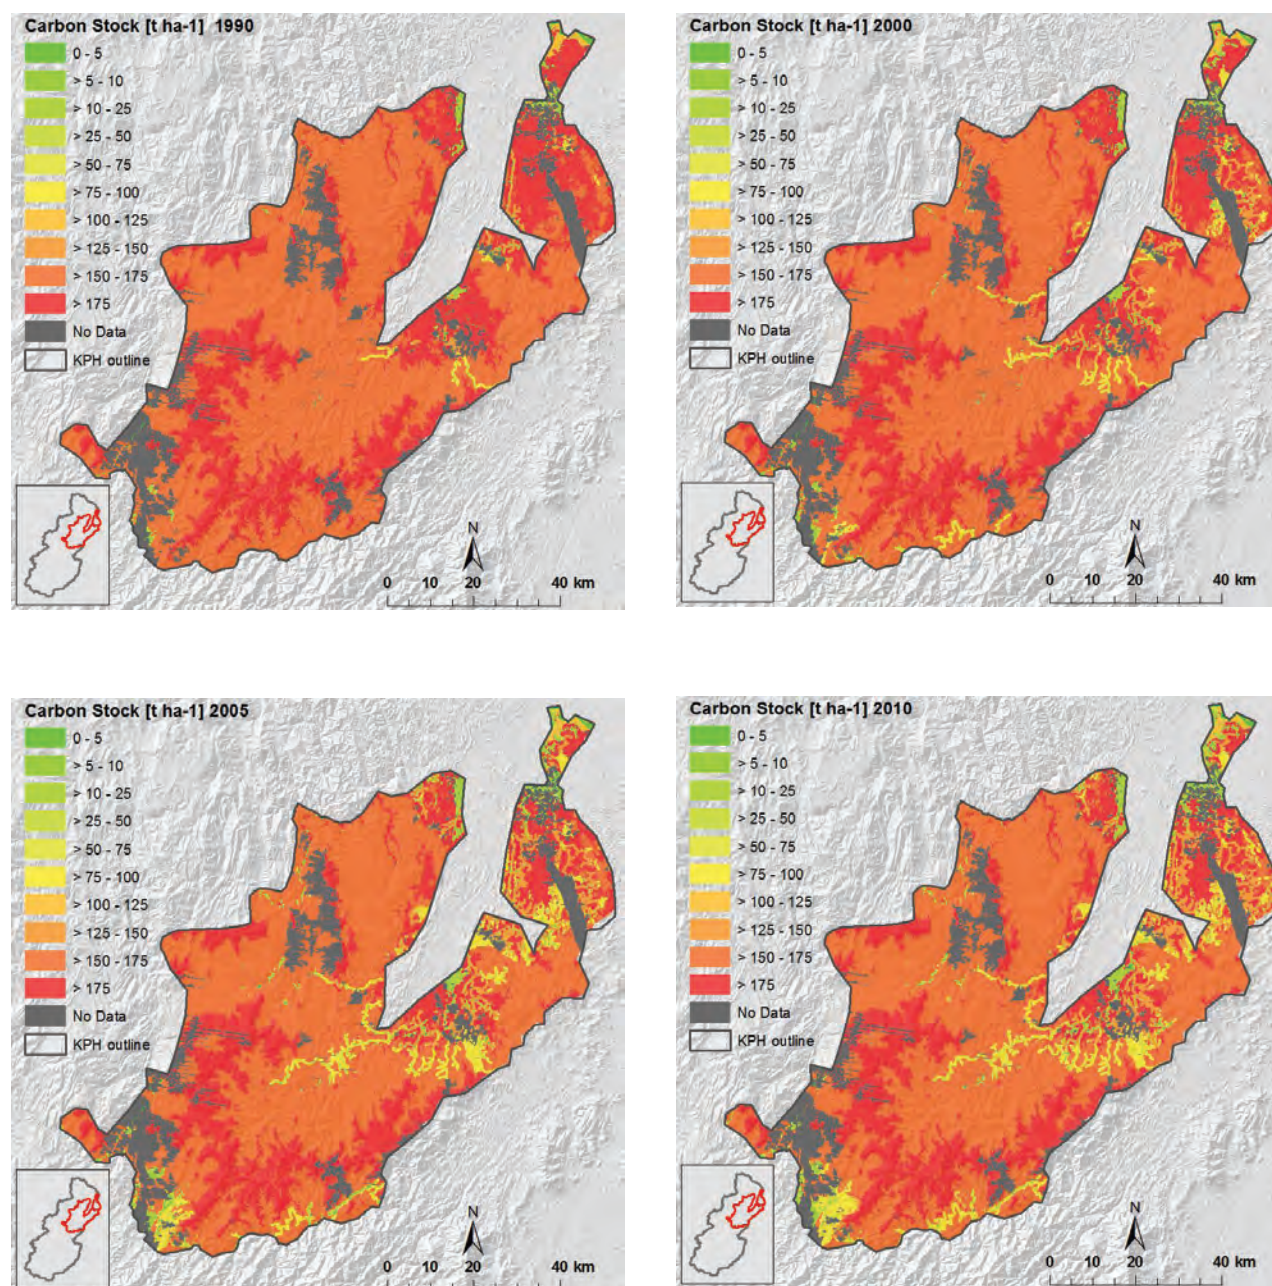 Carbon Stock [t ha-1] 1990
0 - 5
> 5 - 10
> 10 - 25
> 25 - 50
> 50 - 75
> 75 - 100
> 100 - 125
> 125 - 150
> 150 - 175
> 175
No Data
KPH outline
N
0 10 20 40 km
Carbon Stock [t ha-1] 2000
0 - 5
> 5 - 10
> 10 - 25
> 25 - 50
> 50 - 75
> 75 - 100
> 100 - 125
> 125 - 150
> 150 - 175
> 175
No Data
KPH outline
N
0 10 20 40 km
Carbon Stock [t ha-1] 2005
0 - 5
> 5 - 10
> 10 - 25
> 25 - 50
> 50 - 75
> 75 - 100
> 100 - 125
> 125 - 150
> 150 - 175
> 175
No Data
KPH outline
N
0 10 20 40 km
Carbon Stock [t ha-1] 2010
0 - 5
> 5 - 10
> 10 - 25
> 25 - 50
> 50 - 75
> 75 - 100
> 100 - 125
> 125 - 150
> 150 - 175
> 175
No Data
KPH outline
N
0 10 20 40 km